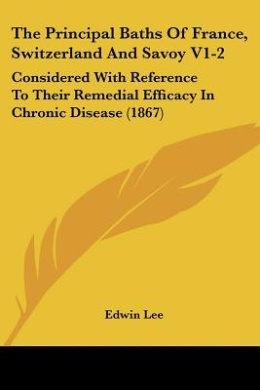 The Principal Baths Of France,
Switzerland And Savoy V1-2
Considered With Reference
To Their Remedial Efficacy In
Chronic Disease (1867)
Edwin Lee